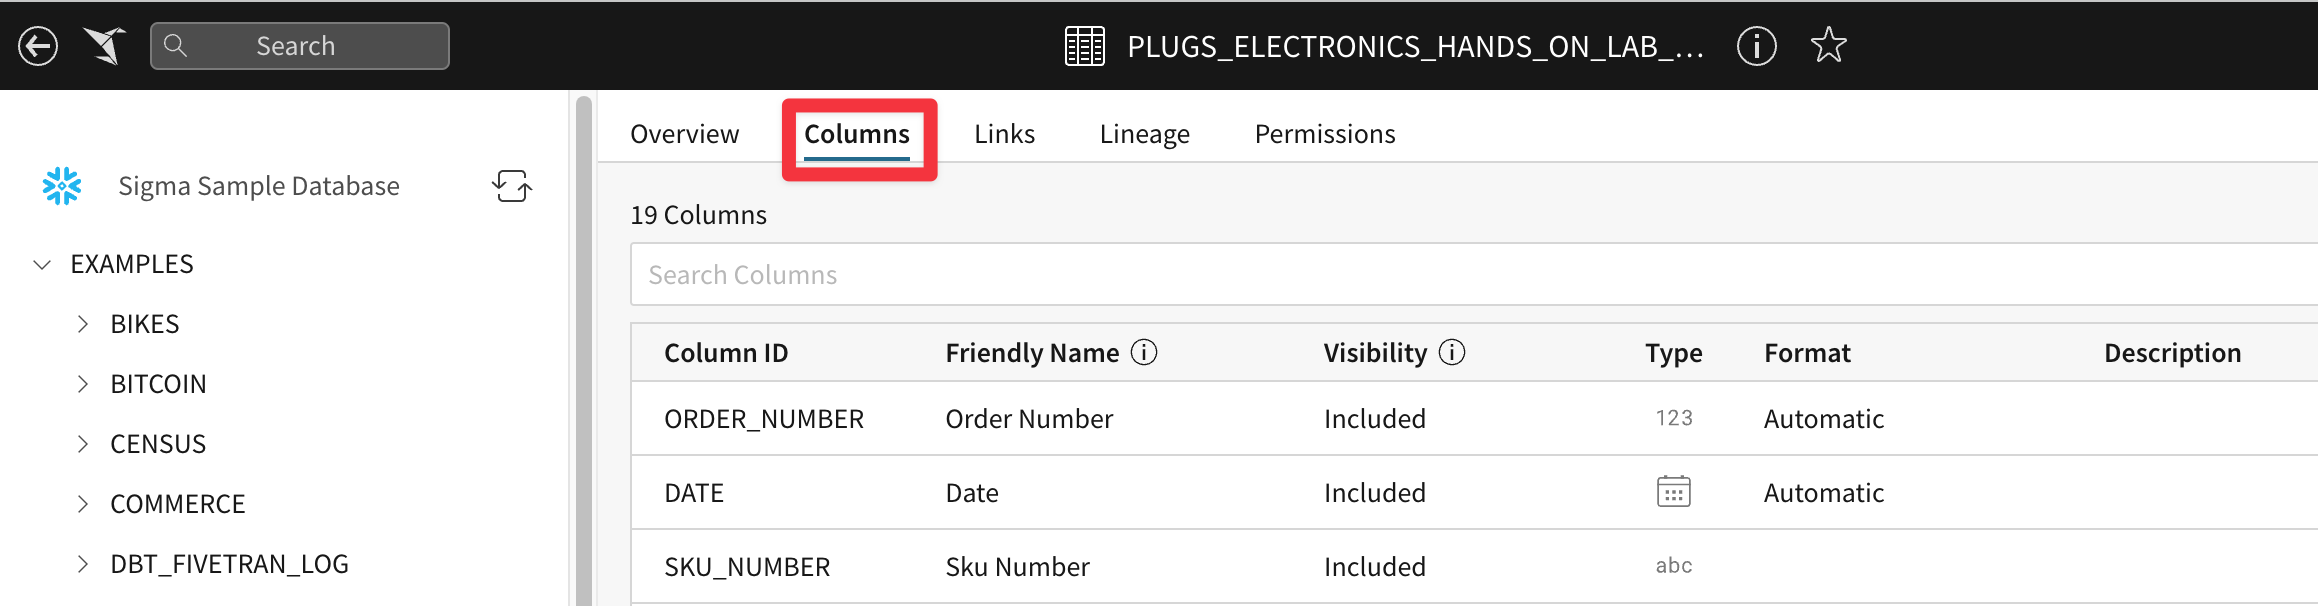 Search
PLUGS_ELECTRONICS_HANDS_ON_LAB_...
Sigma Sample Database
EXAMPLES
BIKES
BITCOIN
CENSUS
COMMERCE
DBT_FIVETRAN_LOG
Overview Columns Links Lineage Permissions
19 Columns
Search Columns
Column ID Friendly Name Visibility Type Format Description
ORDER_NUMBER Order Number Included 123 Automatic
DATE Date Included Automatic
SKU_NUMBER Sku Number Included abc